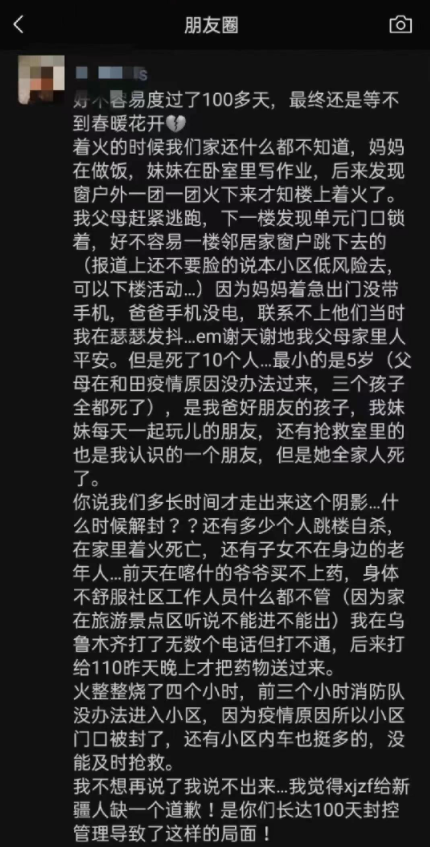 朋友圈
s
好不容易度过了100多天，最终还是等不
到春暖花开💔
着火的时候我们家还什么都不知道，妈妈
在做饭，妹妹在卧室里写作业，后来发现
窗户外一团一团火下来才知楼上着火了。
我父母赶紧逃跑，下一楼发现单元门口锁
着，好不容易一楼邻居家窗户跳下去的
（报道上还不要脸的说本小区低风险去，
可以下楼活动...）因为妈妈着急出门没带
手机，爸爸手机没电，联系不上他们当时
我在瑟瑟发抖...em谢天谢地我父母家里人
平安。但是死了10个人...最小的是5岁（父
母在和田疫情原因没办法过来，三个孩子
全都死了），是我爸好朋友的孩子，我妹
妹每天一起玩儿的朋友，还有抢救室里的
也是我认识的一个朋友，但是她全家人死
了。
你说我们多长时间才走出来这个阴影...什
么时候解封？？还有多少个人跳楼自杀，
在家里着火死亡，还有子女不在身边的老
年人...前天在喀什的爷爷买不上药，身体
不舒服社区工作人员什么都不管（因为家
在旅游景点区听说不能进不能出）我在乌
鲁木齐打了无数个电话但打不通，后来打
给110昨天晚上才把药物送过来。
火整整烧了四个小时，前三个小时消防队
没办法进入小区，因为疫情原因所以小区
门口被封了，还有小区内车也挺多的，没
能及时抢救。
我不想再说了我说不出来...我觉得xjzf给新
疆人缺一个道歉！是你们长达100天封控
管理导致了这样的局面！